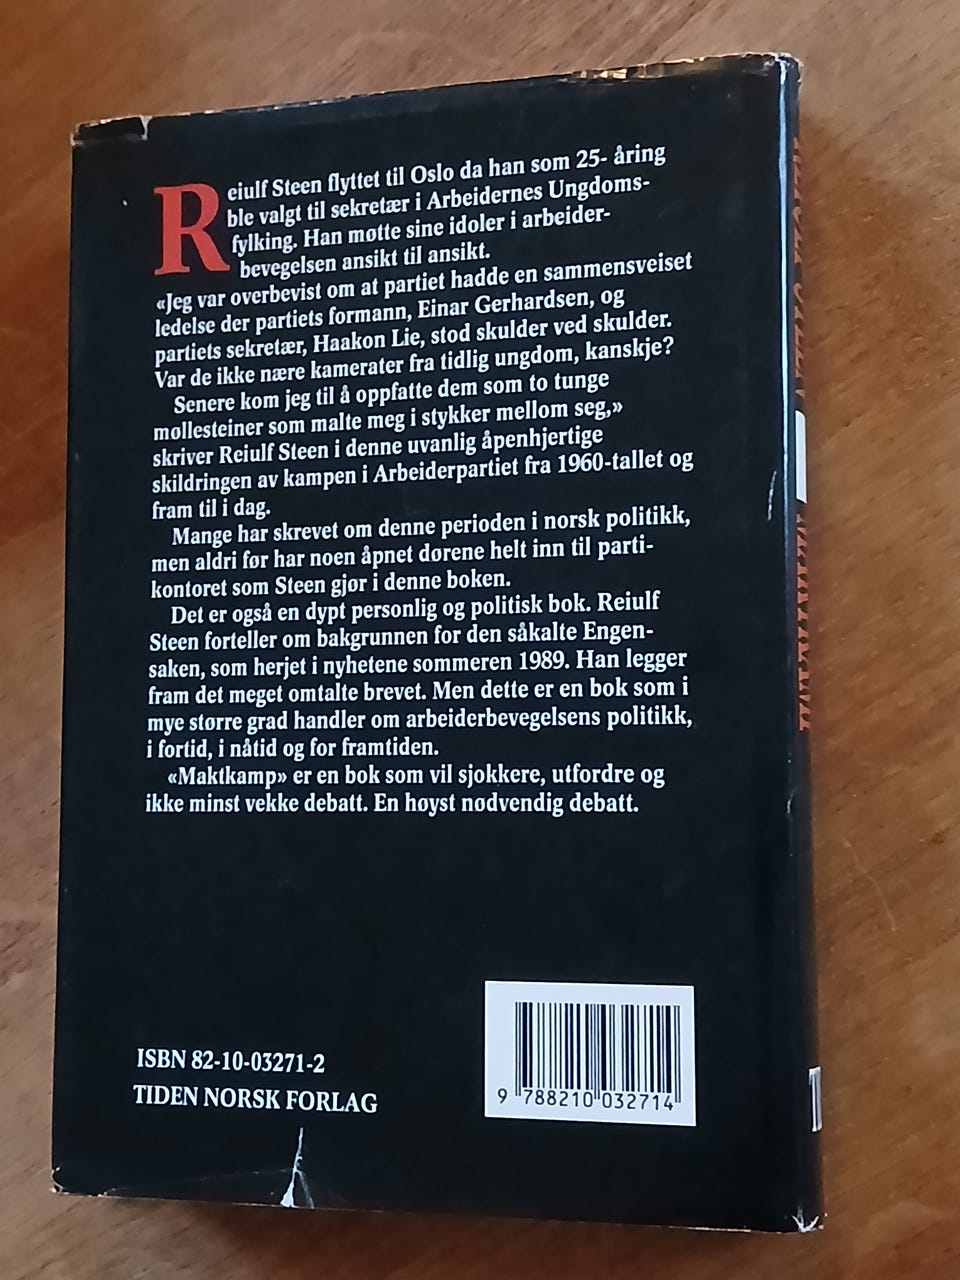 Reiulf Steen flyttet til Oslo da han som 25- åring
ble valgt til sekretær i Arbeidernes Ungdoms-
fylking. Han møtte sine idoler i arbeider-
bevegelsen ansikt til ansikt.
«Jeg var overbevist om at partiet hadde en sammensveiset
ledelse der partiets formann, Einar Gerhardsen, og
partiets sekretær, Haakon Lie, stod skulder ved skulder.
Var de ikke nære kamerater fra tidlig ungdom, kanskje?
Senere kom jeg til å oppfatte dem som to tunge
møllesteiner som malte meg i stykker mellom seg,»
skriver Reiulf Steen i denne uvanlig åpenhjertige
skildringen av kampen i Arbeiderpartiet fra 1960-tallet og
fram til i dag.
Mange har skrevet om denne perioden i norsk politikk,
men aldri før har noen åpnet dørene helt inn til parti-
kontoret som Steen gjør i denne boken.
Det er også en dypt personlig og politisk bok. Reiulf
Steen forteller om bakgrunnen for den såkalte Engen-
saken, som herjet i nyhetene sommeren 1989. Han legger
fram det meget omtalte brevet. Men dette er en bok som i
mye større grad handler om arbeiderbevegelsens politikk,
i fortid, i nåtid og for framtiden.
«Maktkamp» er en bok som vil sjokkere, utfordre og
ikke minst vekke debatt. En høyst nødvendig debatt.
ISBN 82-10-03271-2
TIDEN NORSK FORLAG
9 788210 032714